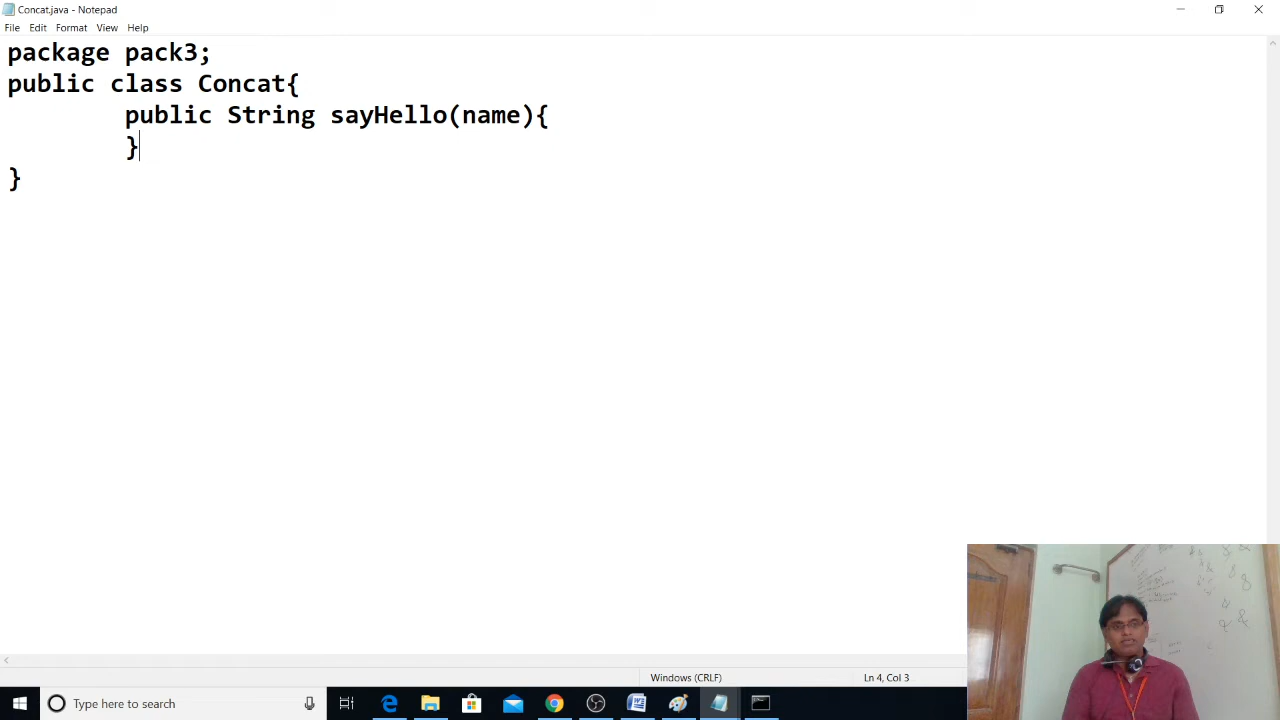 Concat.java - Notepad
File Edit Format View Help
package pack3;
public class Concat{
public String sayHello(name){
}
}
Windows (CRLF) Ln 4, Col 3
Type here to search